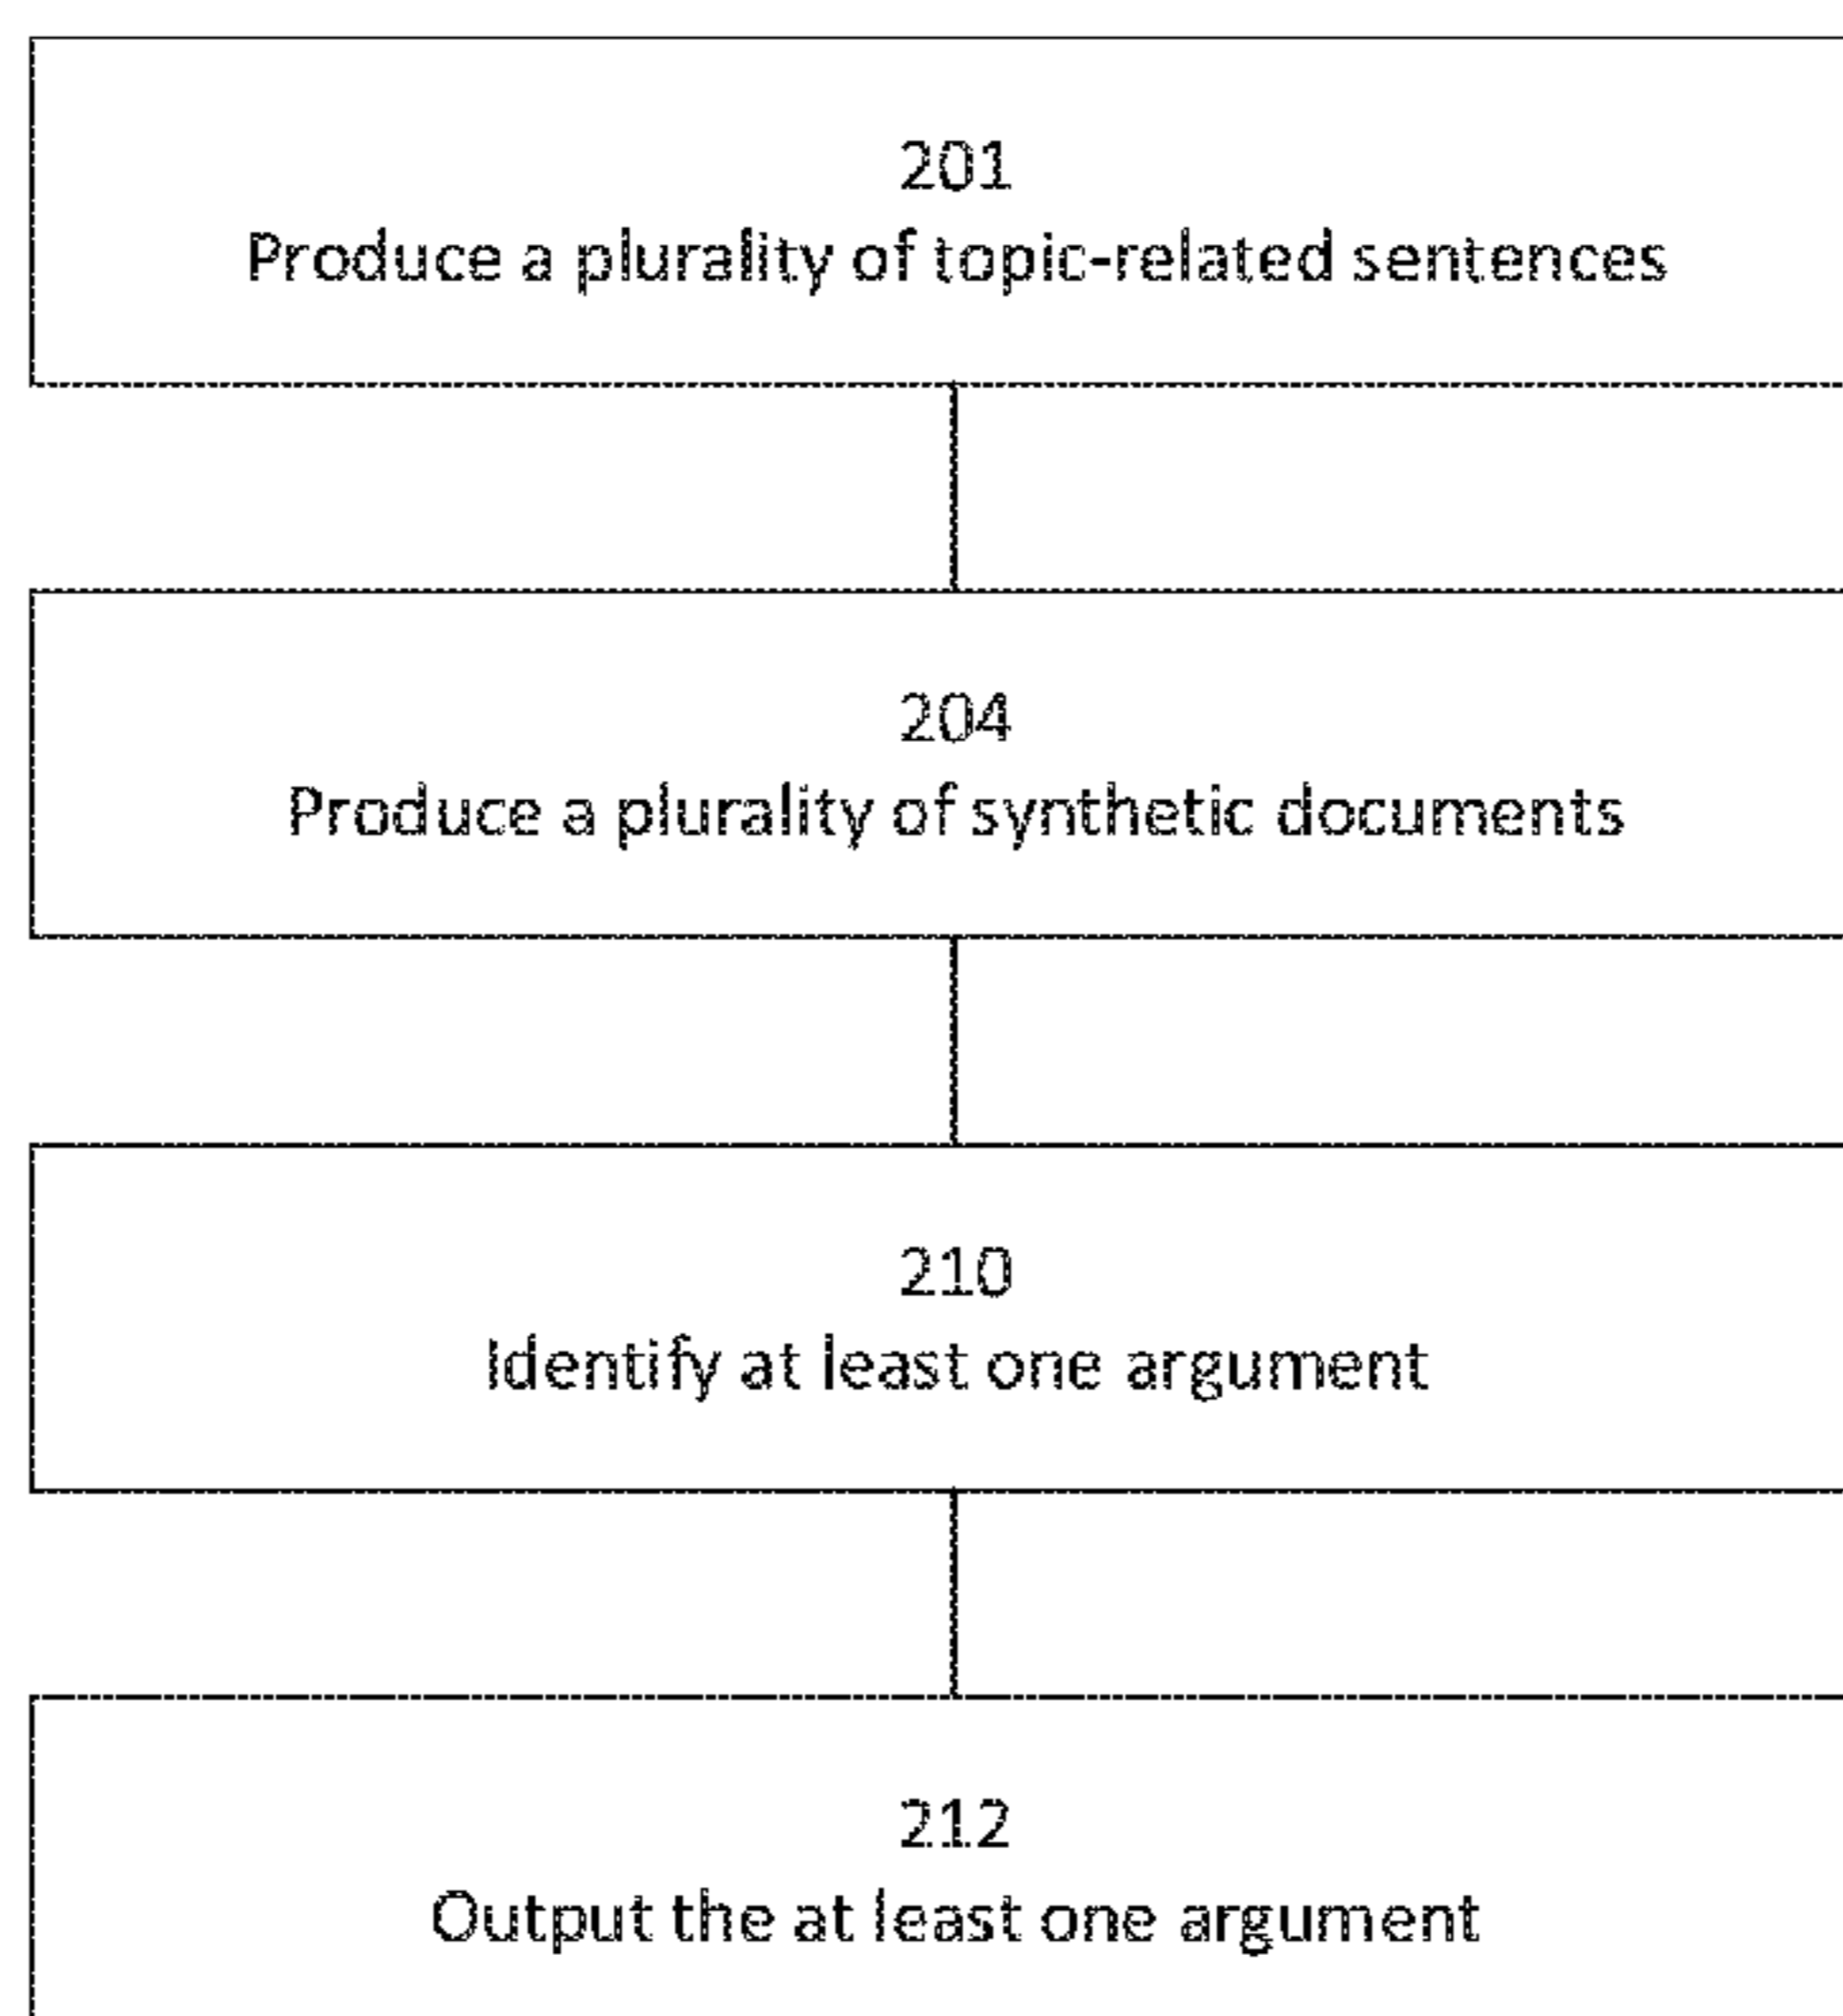 201
Produce a plurality of topic-related sentences
204
Produce a plurality of synthetic documents
210
Identify at least one argument
212
Output the at least one argument